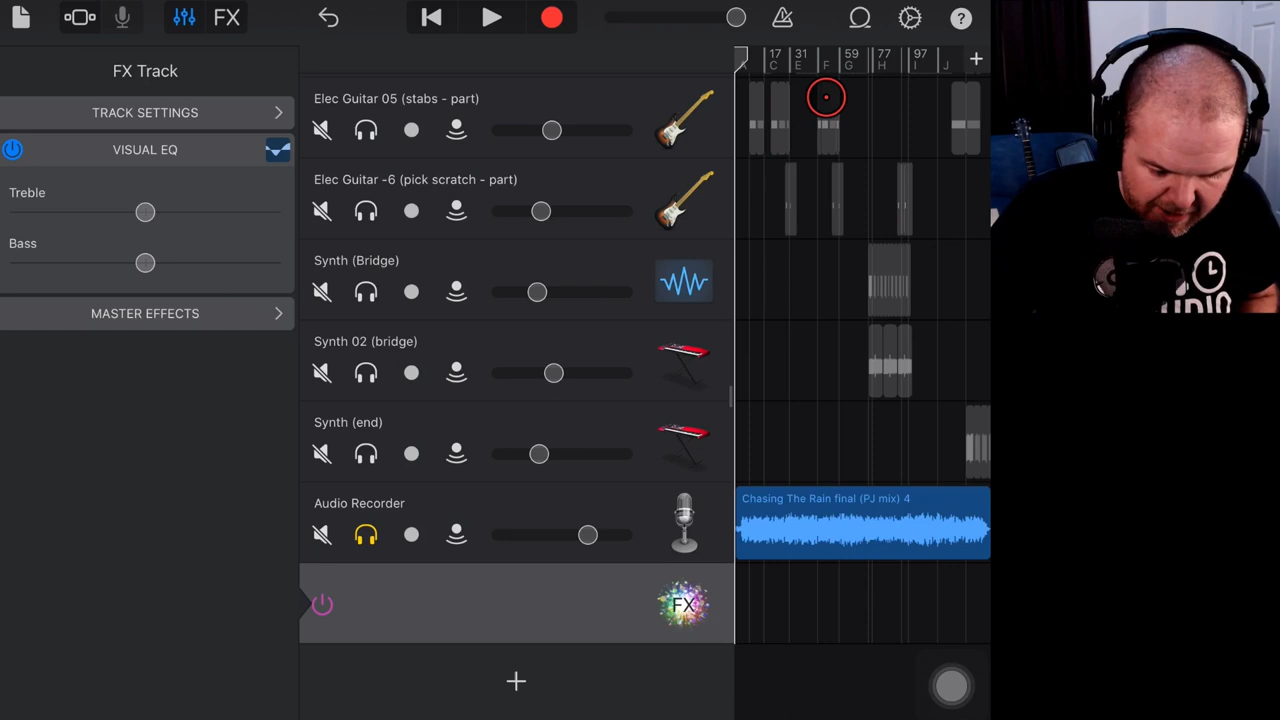 FX
?
17 31 59 77 97
A C E F G H I J
FX Track
TRACK SETTINGS
VISUAL EQ
Treble
Bass
MASTER EFFECTS
Elec Guitar 05 (stabs - part)
Elec Guitar -6 (pick scratch - part)
Synth (Bridge)
Synth 02 (bridge)
Synth (end)
Audio Recorder
Chasing The Rain final (PJ mix) 4
FX